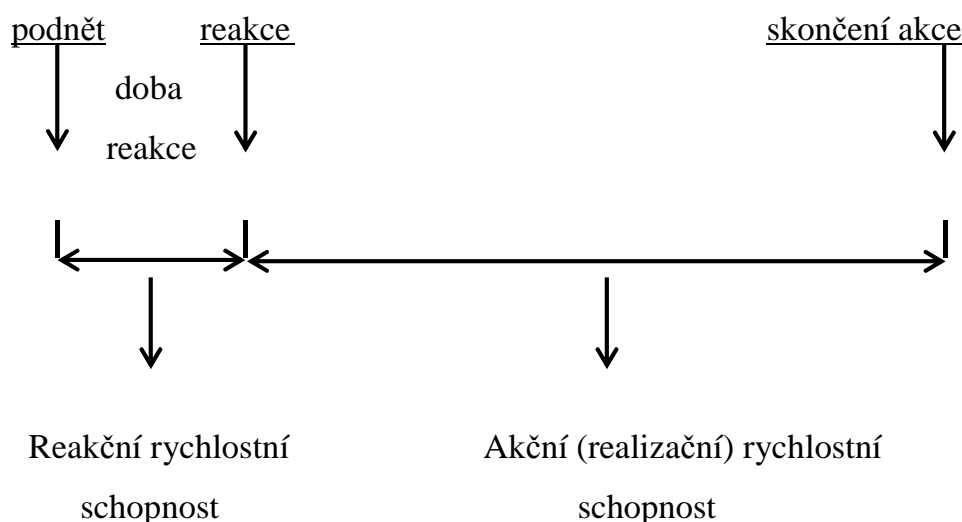 podnět reakce skončení akce
doba
reakce
Reakční rychlostní Akční (realizační) rychlostní
schopnost schopnost